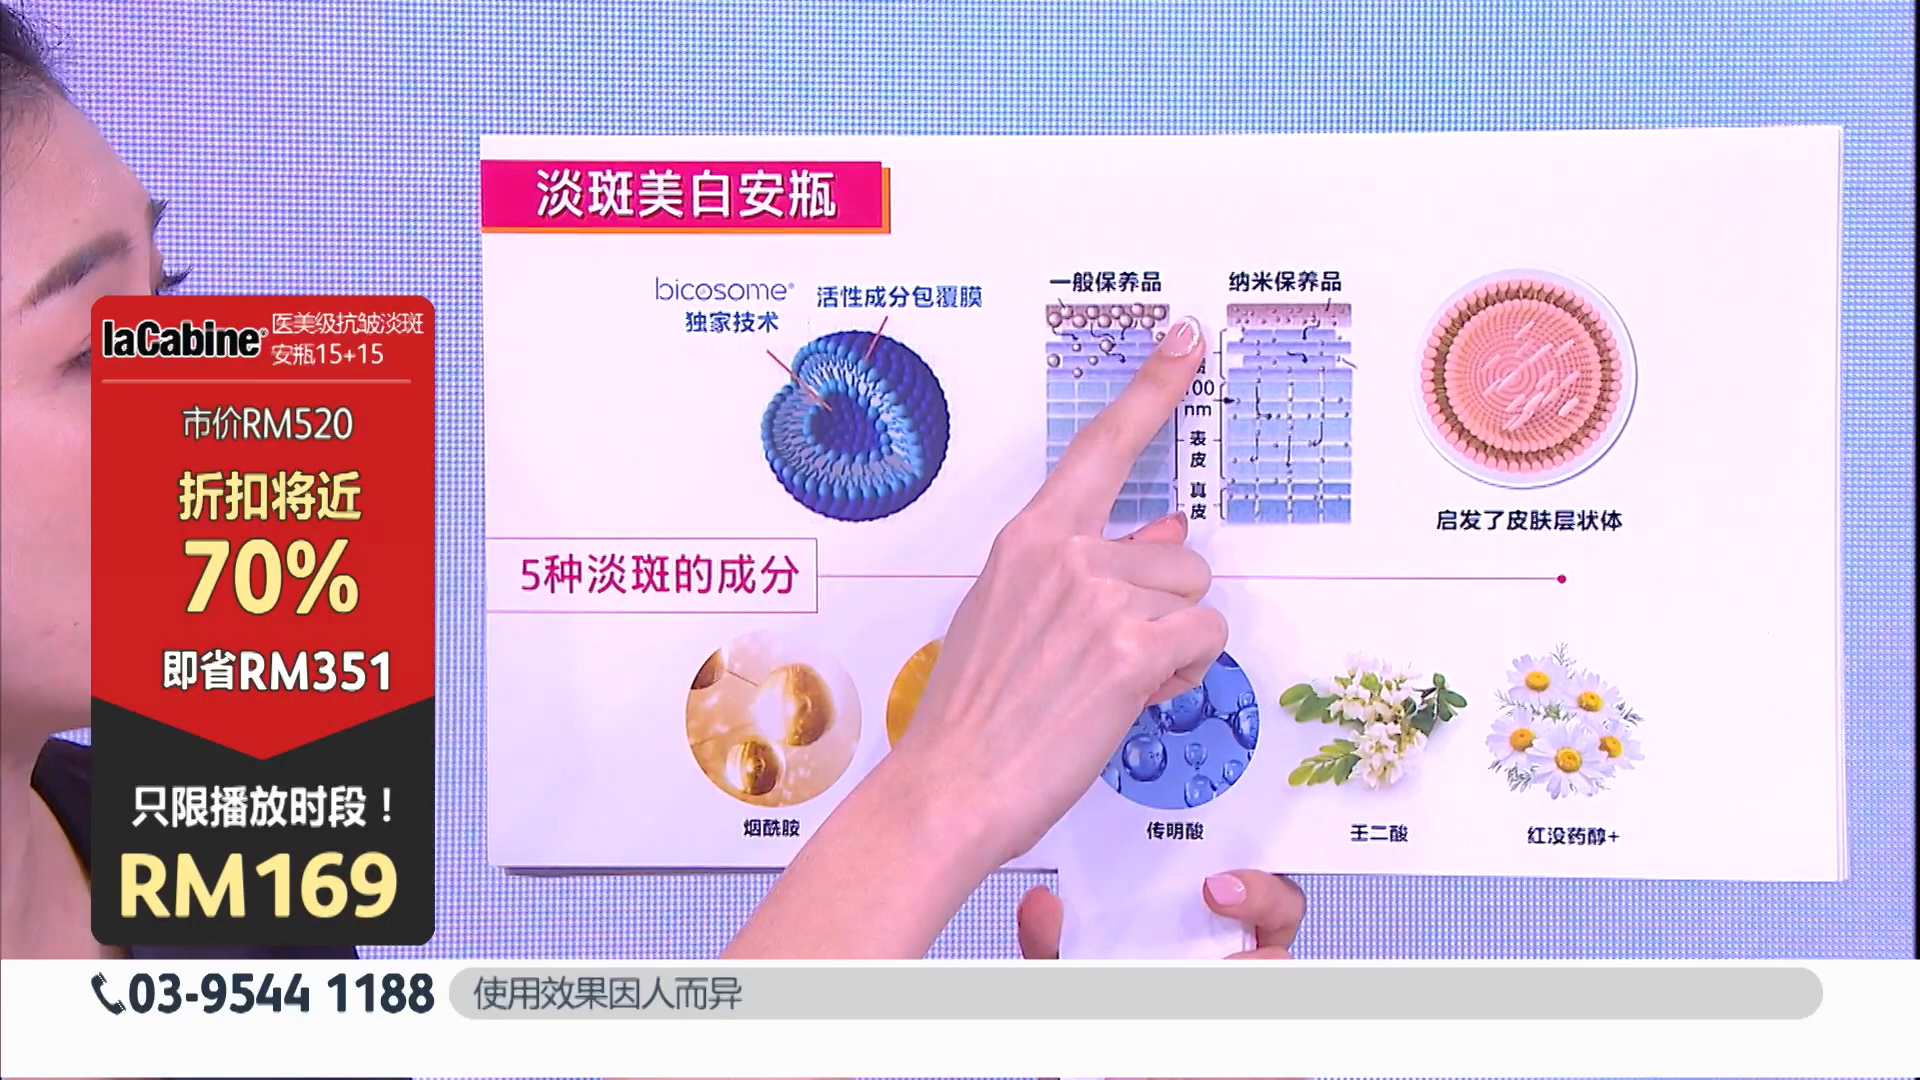 淡斑美白安瓶
bicosome®
独家技术
活性成分包覆膜
一般保养品
纳米保养品
100
nm
表
皮
真
皮
启发了皮肤层状体
5种淡斑的成分
烟酰胺
传明酸
壬二酸
红没药醇+
laCabine® 医美级抗皱淡斑
安瓶15+15
市价RM520
折扣将近
70%
即省RM351
只限播放时段！
RM169
03-9544 1188
使用效果因人而异